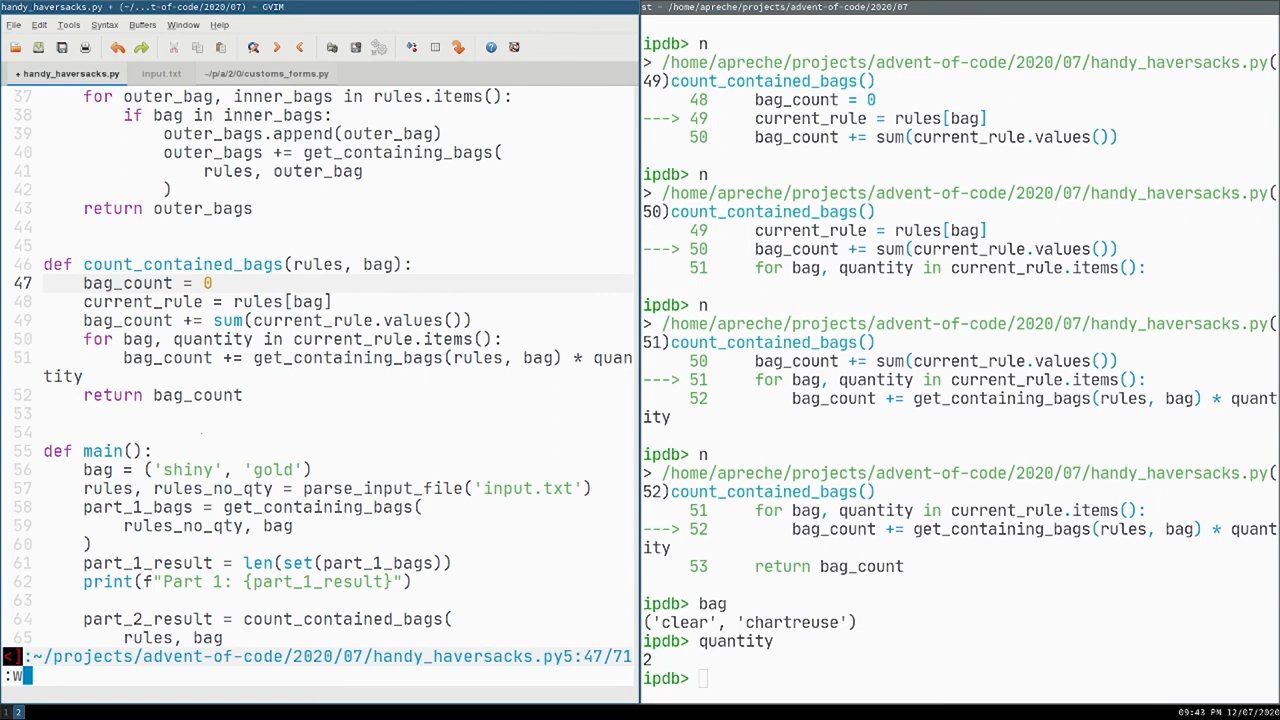 handy_haversacks.py + (~/...t-of-code/2020/07) - GVIM
File Edit Tools Syntax Buffers Window Help
+ handy_haversacks.py input.txt ~/p/a/2/0/customs_forms.py
37 for outer_bag, inner_bags in rules.items():
38 if bag in inner_bags:
39 outer_bags.append(outer_bag)
40 outer_bags += get_containing_bags(
41 rules, outer_bag
42 )
43 return outer_bags
44
45
46 def count_contained_bags(rules, bag):
47 bag_count = 0
48 current_rule = rules[bag]
49 bag_count += sum(current_rule.values())
50 for bag, quantity in current_rule.items():
51 bag_count += get_containing_bags(rules, bag) * quan
tity
52 return bag_count
53
54
55 def main():
56 bag = ('shiny', 'gold')
57 rules, rules_no_qty = parse_input_file('input.txt')
58 part_1_bags = get_containing_bags(
59 rules_no_qty, bag
60 )
61 part_1_result = len(set(part_1_bags))
62 print(f"Part 1: {part_1_result}")
63
64 part_2_result = count_contained_bags(
65 rules, bag
<]:~/projects/advent-of-code/2020/07/handy_haversacks.py5:47/71
:w
st - /home/apreche/projects/advent-of-code/2020/07
ipdb> n
> /home/apreche/projects/advent-of-code/2020/07/handy_haversacks.py(
49)count_contained_bags()
48 bag_count = 0
---> 49 current_rule = rules[bag]
50 bag_count += sum(current_rule.values())
ipdb> n
> /home/apreche/projects/advent-of-code/2020/07/handy_haversacks.py(
50)count_contained_bags()
49 current_rule = rules[bag]
---> 50 bag_count += sum(current_rule.values())
51 for bag, quantity in current_rule.items():
ipdb> n
> /home/apreche/projects/advent-of-code/2020/07/handy_haversacks.py(
51)count_contained_bags()
50 bag_count += sum(current_rule.values())
---> 51 for bag, quantity in current_rule.items():
52 bag_count += get_containing_bags(rules, bag) * quant
ity
ipdb> n
> /home/apreche/projects/advent-of-code/2020/07/handy_haversacks.py(
52)count_contained_bags()
51 for bag, quantity in current_rule.items():
---> 52 bag_count += get_containing_bags(rules, bag) * quant
ity
53 return bag_count
ipdb> bag
('clear', 'chartreuse')
ipdb> quantity
2
ipdb>
1 2
09:43 PM 12/07/2020